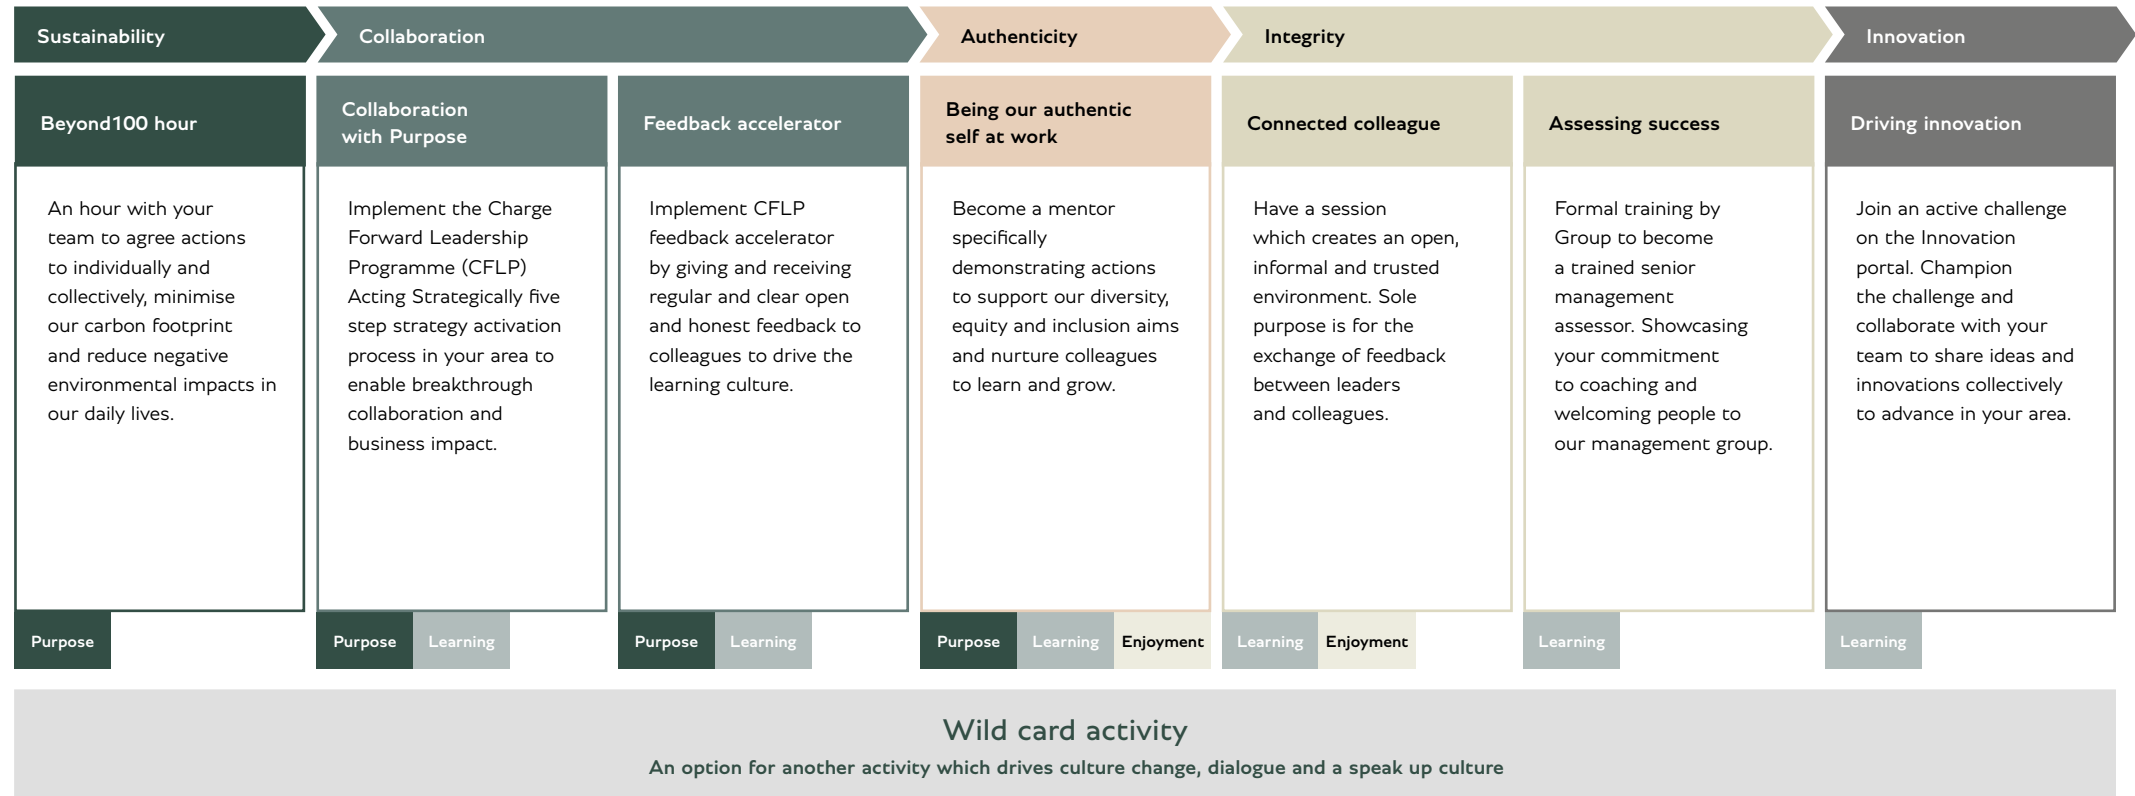 Sustainability
Collaboration
Authenticity
Integrity
Innovation
Beyond100 hour
An hour with your
team to agree actions
to individually and
collectively, minimise
our carbon footprint
and reduce negative
environmental impacts in
our daily lives.
Purpose
Collaboration
with Purpose
Implement the Charge
Forward Leadership
Programme (CFLP)
Acting Strategically five
step strategy activation
process in your area to
enable breakthrough
collaboration and
business impact.
Purpose
Learning
Feedback accelerator
Implement CFLP
feedback accelerator
by giving and receiving
regular and clear open
and honest feedback to
colleagues to drive the
learning culture.
Purpose
Learning
Being our authentic
self at work
Become a mentor
specifically
demonstrating actions
to support our diversity,
equity and inclusion aims
and nurture colleagues
to learn and grow.
Purpose
Learning
Enjoyment
Connected colleague
Have a session
which creates an open,
informal and trusted
environment. Sole
purpose is for the
exchange of feedback
between leaders
and colleagues.
Learning
Enjoyment
Assessing success
Formal training by
Group to become
a trained senior
management
assessor. Showcasing
your commitment
to coaching and
welcoming people to
our management group.
Learning
Driving innovation
Join an active challenge
on the Innovation
portal. Champion
the challenge and
collaborate with your
team to share ideas and
innovations collectively
to advance in your area.
Learning
Wild card activity
An option for another activity which drives culture change, dialogue and a speak up culture